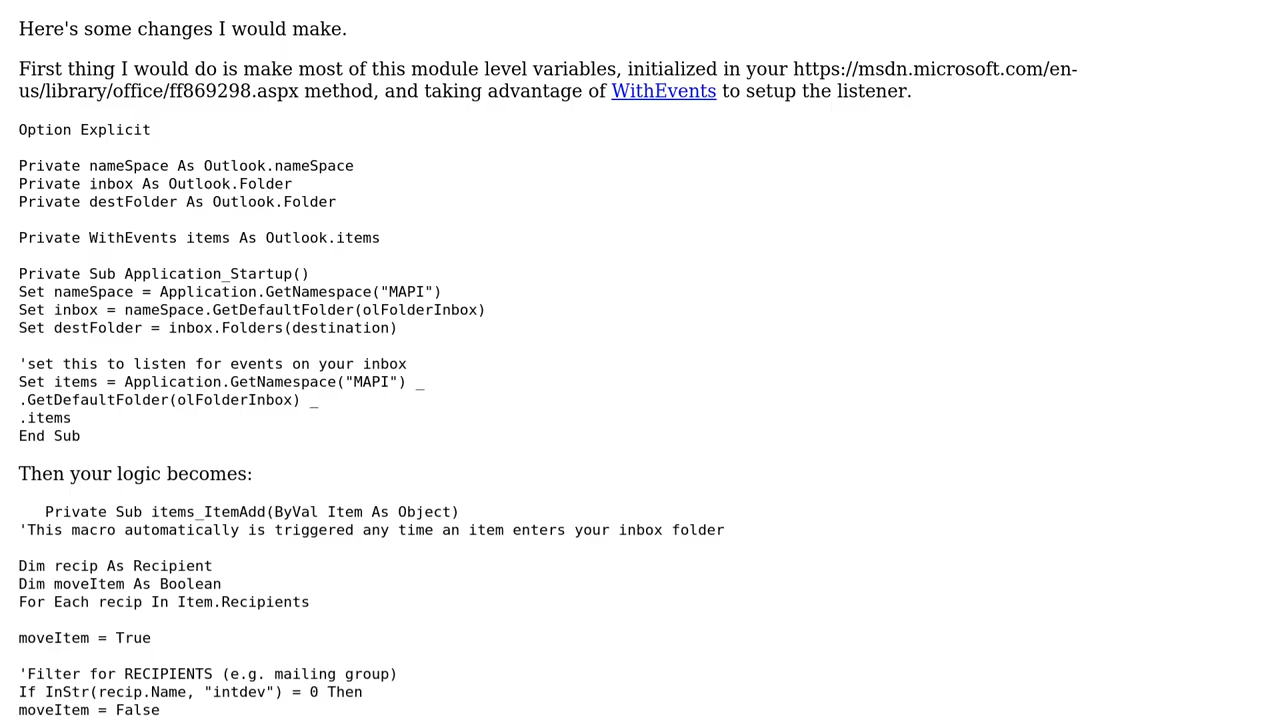 Here's some changes I would make.
First thing I would do is make most of this module level variables, initialized in your https://msdn.microsoft.com/en-
us/library/office/ff869298.aspx method, and taking advantage of WithEvents to setup the listener.
Option Explicit
Private nameSpace As Outlook.nameSpace
Private inbox As Outlook.Folder
Private destFolder As Outlook.Folder
Private WithEvents items As Outlook.items
Private Sub Application_Startup()
Set nameSpace = Application.GetNamespace("MAPI")
Set inbox = nameSpace.GetDefaultFolder(olFolderInbox)
Set destFolder = inbox.Folders(destination)
'set this to listen for events on your inbox
Set items = Application.GetNamespace("MAPI") _
.GetDefaultFolder(olFolderInbox) _
.items
End Sub
Then your logic becomes:
   Private Sub items_ItemAdd(ByVal Item As Object)
'This macro automatically is triggered any time an item enters your inbox folder
Dim recip As Recipient
Dim moveItem As Boolean
For Each recip In Item.Recipients
moveItem = True
'Filter for RECIPIENTS (e.g. mailing group)
If InStr(recip.Name, "intdev") = 0 Then
moveItem = False